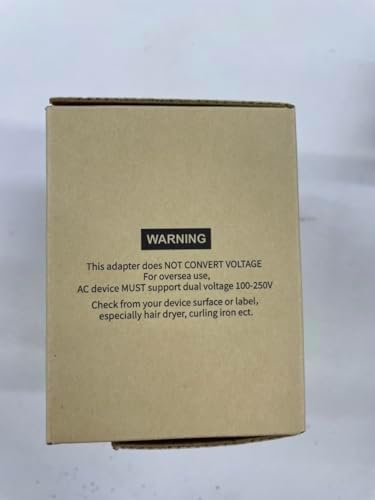 WARNING
This adapter does NOT CONVERT VOLTAGE
For oversea use,
AC device MUST support dual voltage 100-250V
Check from your device surface or label,
especially hair dryer, curling iron ect.